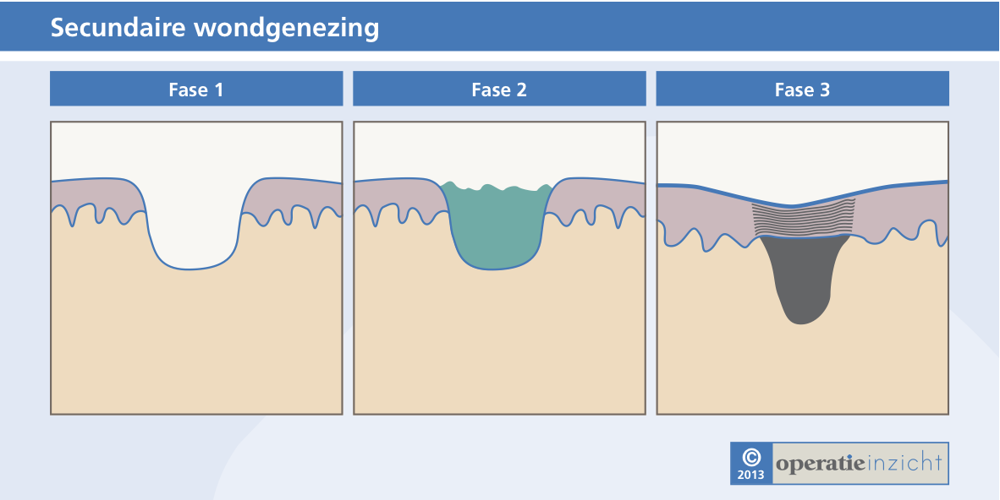 Secundaire wondgenezing
Fase 1
Fase 2
Fase 3
©
2013
operatieinzicht